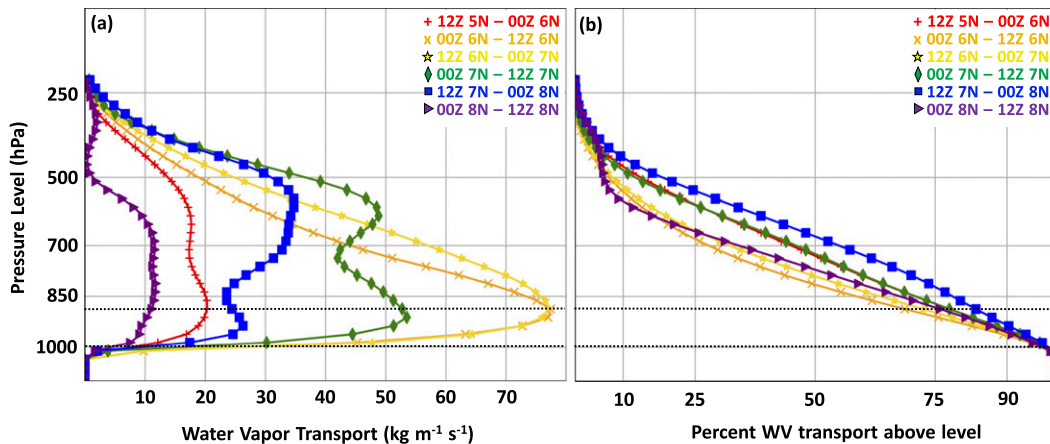 (a)
+ 12Z 5N – 00Z 6N
× 00Z 6N – 12Z 6N
☆ 12Z 6N – 00Z 7N
♦ 00Z 7N – 12Z 7N
■ 12Z 7N – 00Z 8N
▶ 00Z 8N – 12Z 8N
Pressure Level (hPa)
250
500
700
850
1000
10 20 30 40 50 60 70
Water Vapor Transport (kg m⁻¹ s⁻¹)
(b)
+ 12Z 5N – 00Z 6N
× 00Z 6N – 12Z 6N
☆ 12Z 6N – 00Z 7N
♦ 00Z 7N – 12Z 7N
■ 12Z 7N – 00Z 8N
▶ 00Z 8N – 12Z 8N
10 25 50 75 90
Percent WV transport above level